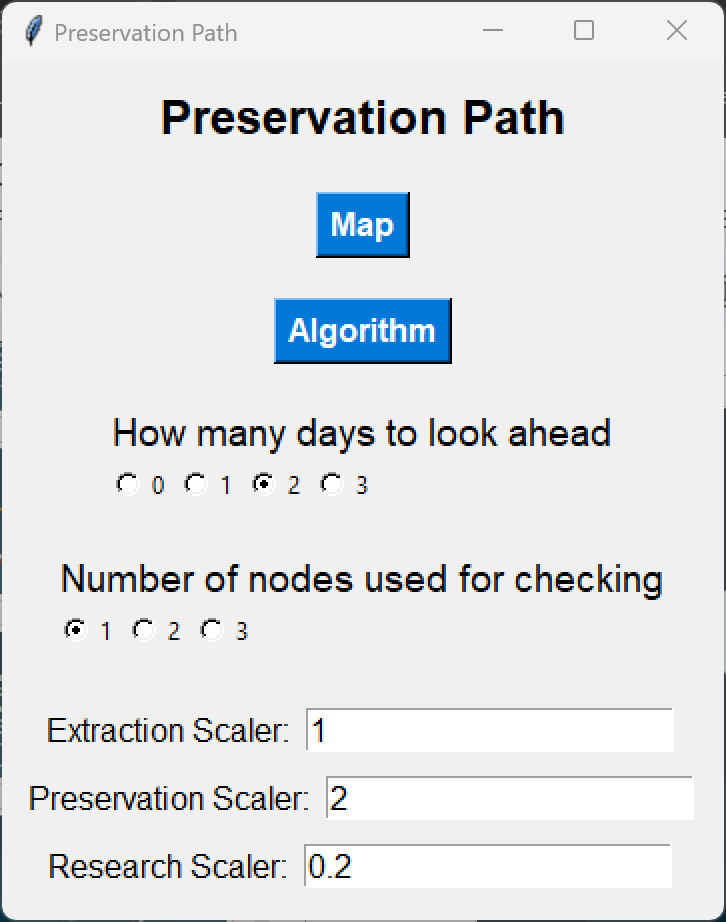 Preservation Path
Preservation Path
Map
Algorithm
How many days to look ahead
0 1 2 3
Number of nodes used for checking
1 2 3
Extraction Scaler: 1
Preservation Scaler: 2
Research Scaler: 0.2